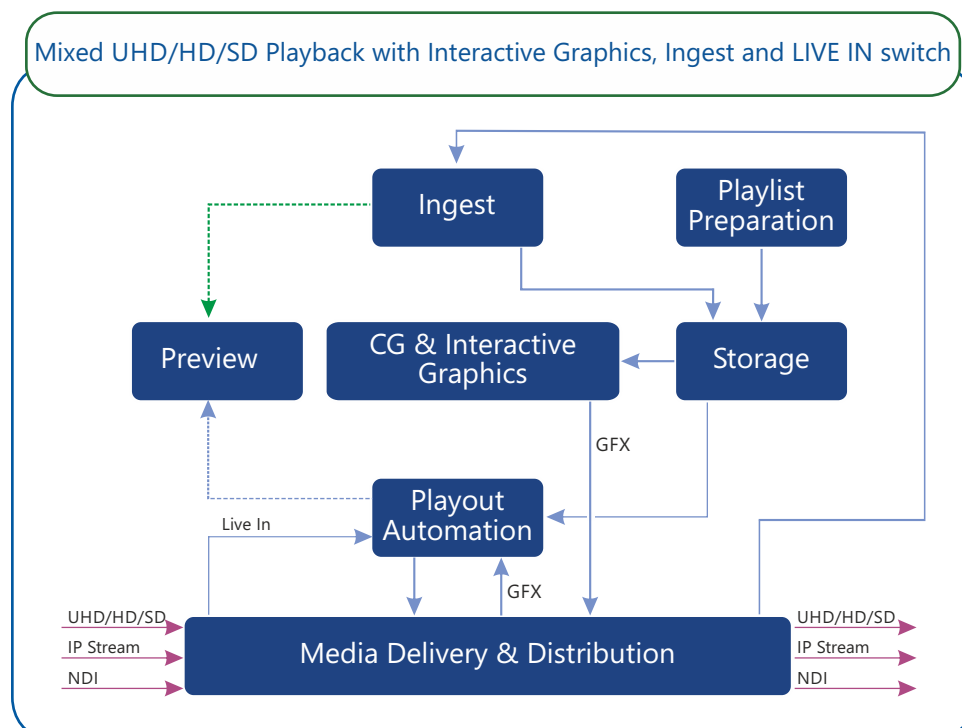 Mixed UHD/HD/SD Playback with Interactive Graphics, Ingest and LIVE IN switch
Ingest
Playlist
Preparation
Preview
CG & Interactive
Graphics
Storage
GFX
Playout
Automation
Live In
GFX
UHD/HD/SD
IP Stream
NDI
Media Delivery & Distribution
UHD/HD/SD
IP Stream
NDI